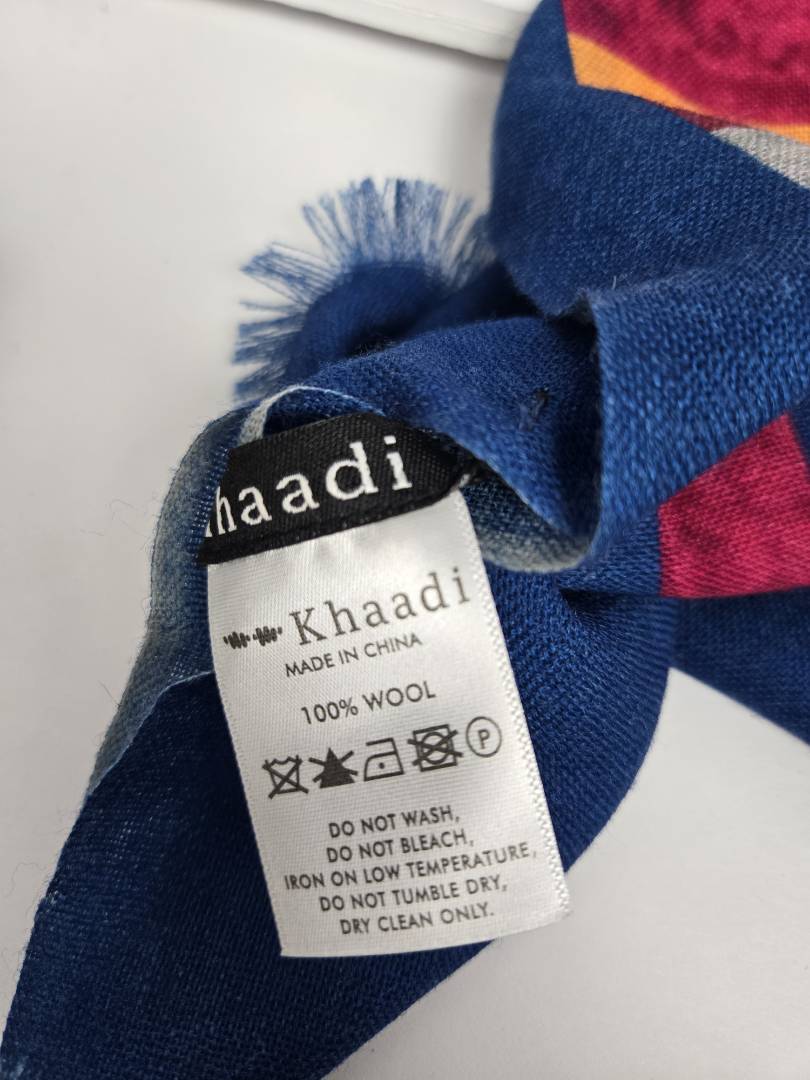 haadi
Khaadi
MADE IN CHINA
100% WOOL
P
DO NOT WASH,
DO NOT BLEACH,
IRON ON LOW TEMPERATURE,
DO NOT TUMBLE DRY,
DRY CLEAN ONLY.